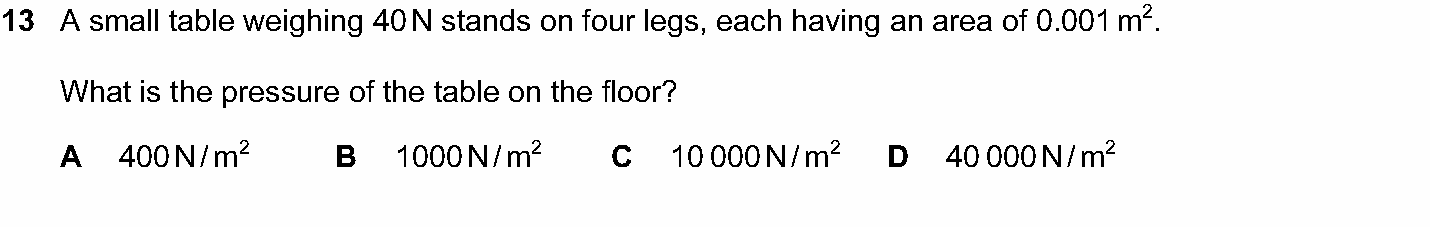 13 A small table weighing 40 N stands on four legs, each having an area of 0.001 m².
What is the pressure of the table on the floor?
A 400 N / m² B 1000 N / m² C 10 000 N / m² D 40 000 N / m²